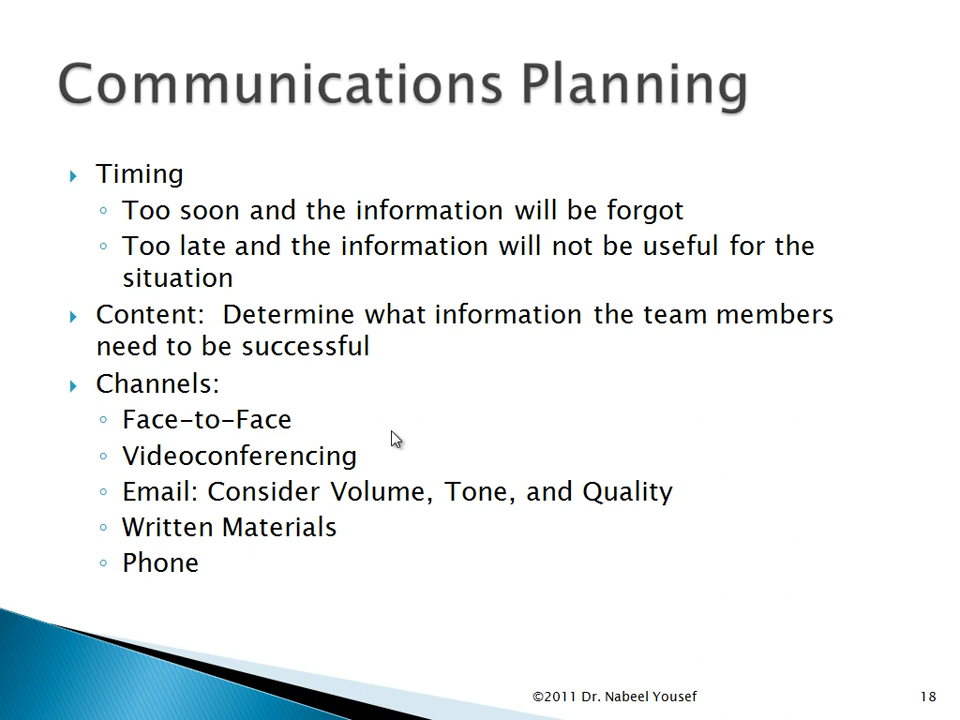 Communications Planning
Timing
Too soon and the information will be forgot
Too late and the information will not be useful for the
situation
Content:  Determine what information the team members
need to be successful
Channels:
Face-to-Face
Videoconferencing
Email: Consider Volume, Tone, and Quality
Written Materials
Phone
©2011 Dr. Nabeel Yousef
18